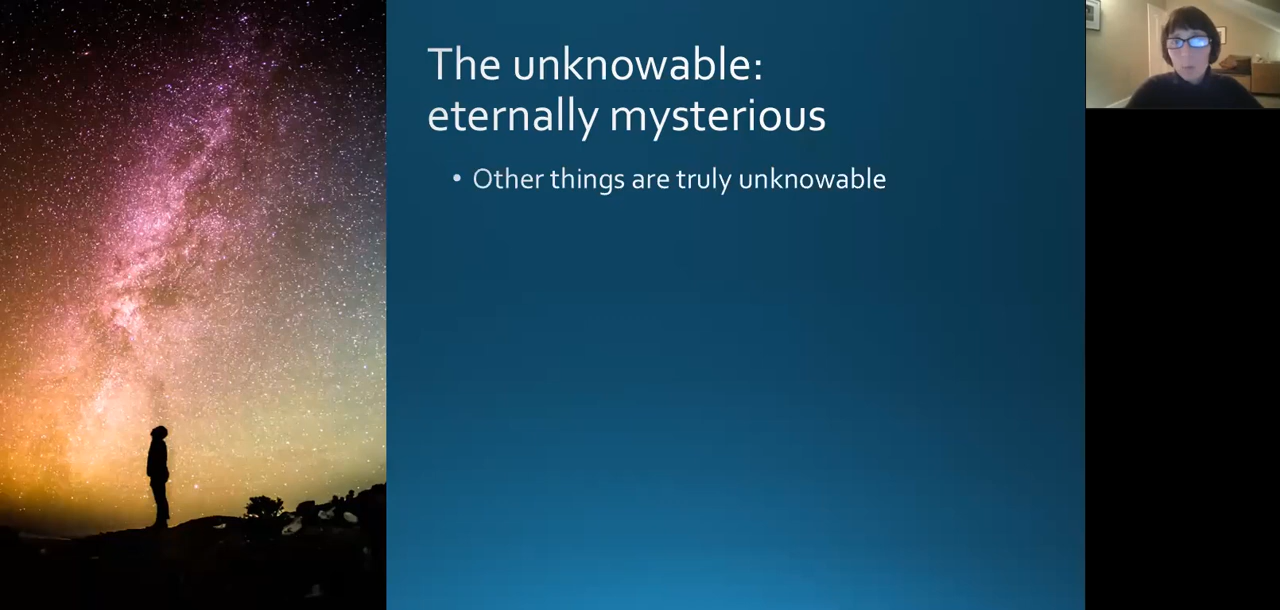 The unknowable:
eternally mysterious
• Other things are truly unknowable